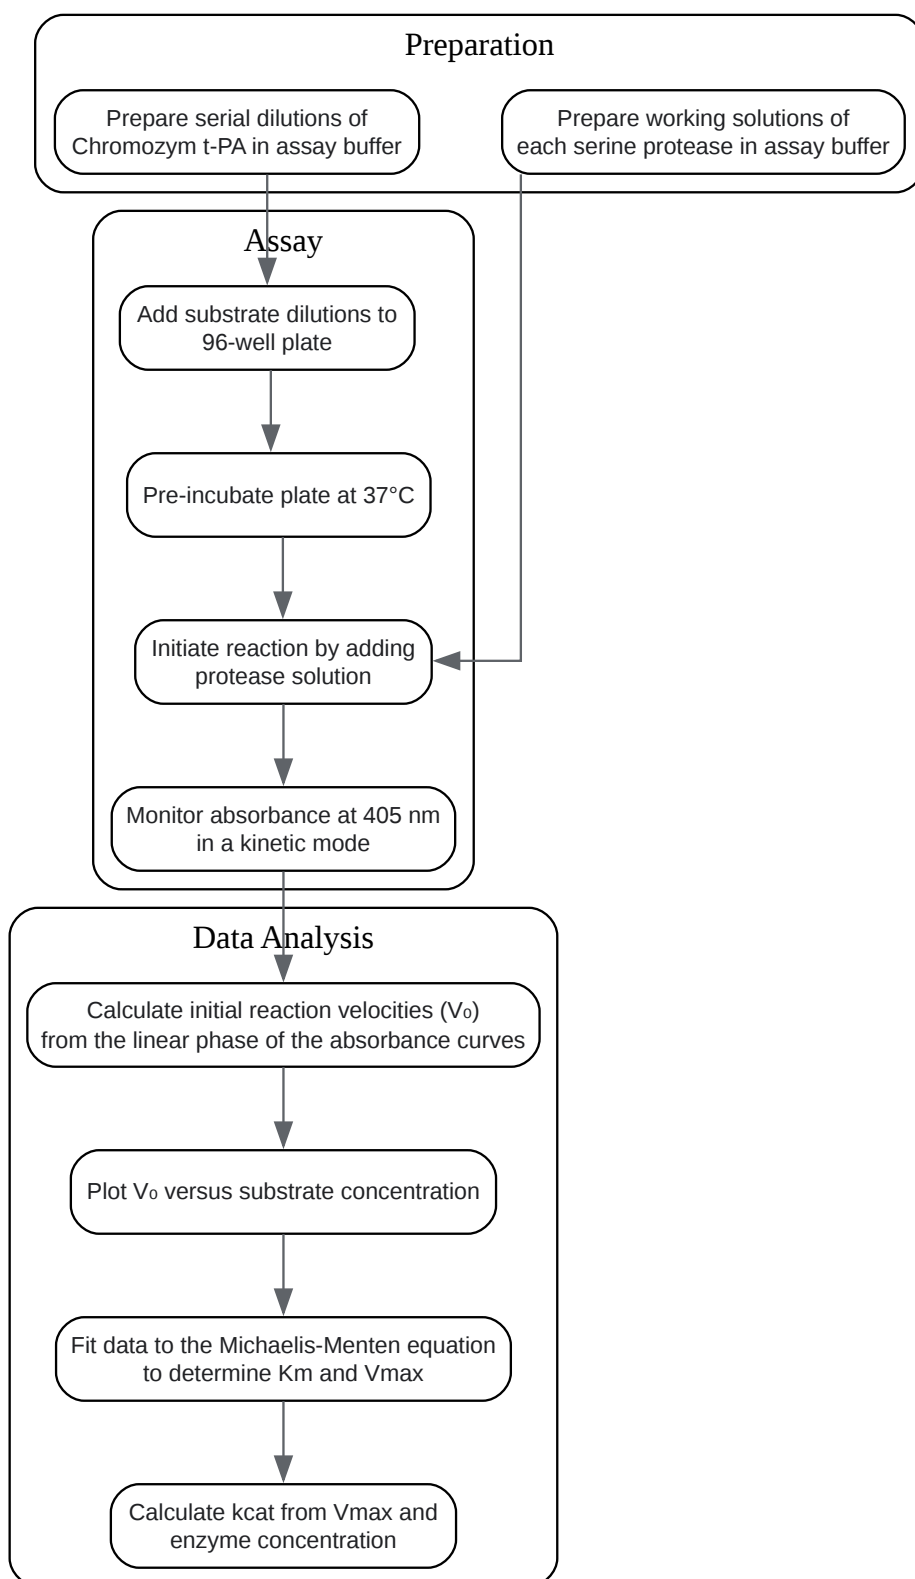 Preparation
Prepare serial dilutions of
Chromozym t-PA in assay buffer
Prepare working solutions of
each serine protease in assay buffer
Assay
Add substrate dilutions to
96-well plate
Pre-incubate plate at 37°C
Initiate reaction by adding
protease solution
Monitor absorbance at 405 nm
in a kinetic mode
Data Analysis
Calculate initial reaction velocities (V₀)
from the linear phase of the absorbance curves
Plot V₀ versus substrate concentration
Fit data to the Michaelis-Menten equation
to determine Km and Vmax
Calculate kcat from Vmax and
enzyme concentration